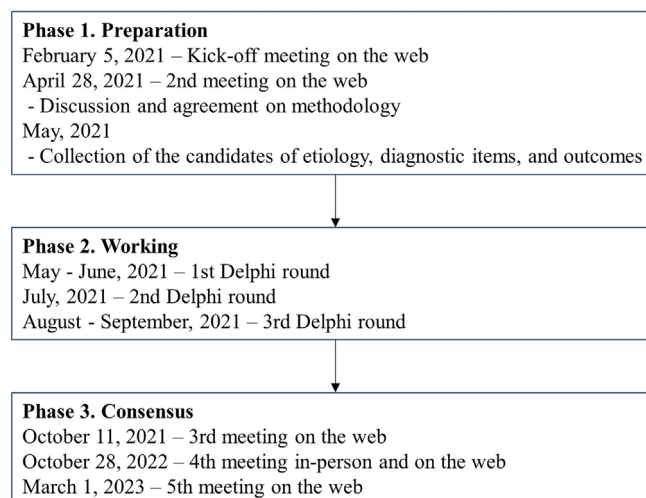 Phase 1. Preparation
February 5, 2021 – Kick-off meeting on the web
April 28, 2021 – 2nd meeting on the web
- Discussion and agreement on methodology
May, 2021
- Collection of the candidates of etiology, diagnostic items, and outcomes
Phase 2. Working
May - June, 2021 – 1st Delphi round
July, 2021 – 2nd Delphi round
August - September, 2021 – 3rd Delphi round
Phase 3. Consensus
October 11, 2021 – 3rd meeting on the web
October 28, 2022 – 4th meeting in-person and on the web
March 1, 2023 – 5th meeting on the web